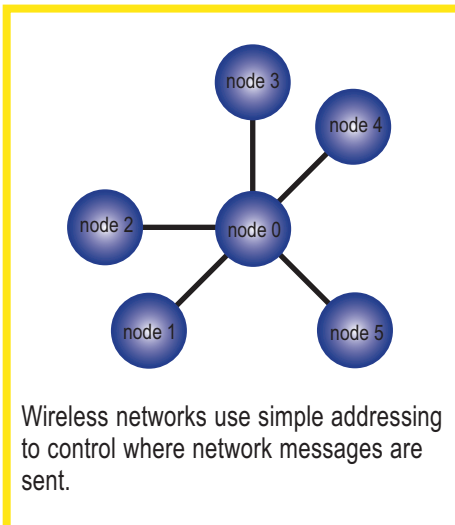 node 3
node 4
node 2
node 0
node 1
node 5
Wireless networks use simple addressing
to control where network messages are
sent.